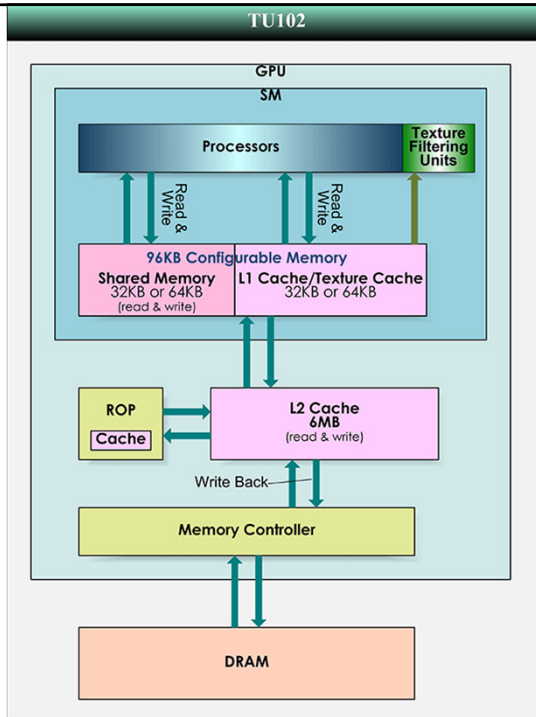 TU102
GPU
SM
Processors
Texture
Filtering
Units
Read &
Write
Read &
Write
96KB Configurable Memory
Shared Memory
32KB or 64KB
(read & write)
L1 Cache/Texture Cache
32KB or 64KB
ROP
Cache
L2 Cache
6MB
(read & write)
Write Back
Memory Controller
DRAM